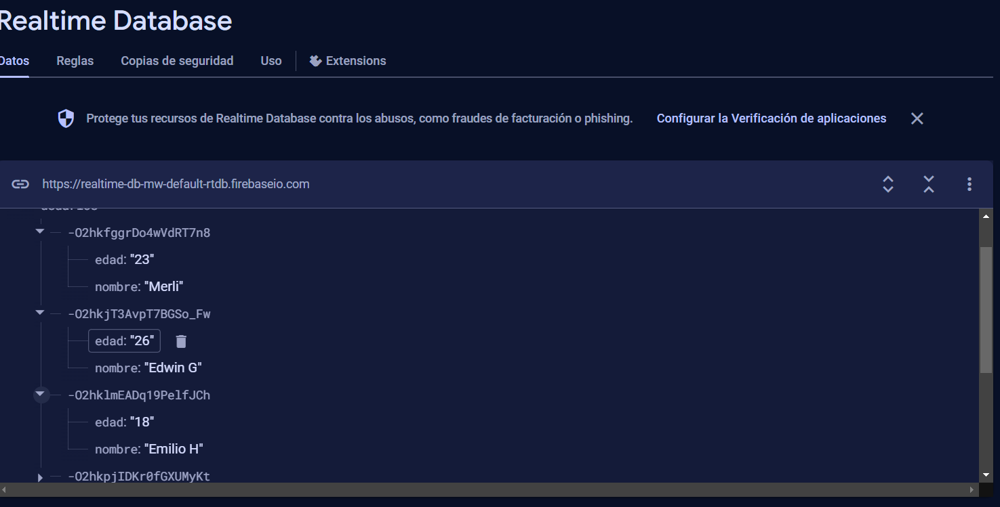 Realtime Database
Datos Reglas Copias de seguridad Uso Extensions
Protege tus recursos de Realtime Database contra los abusos, como fraudes de facturación o phishing. Configurar la Verificación de aplicaciones
https://realtime-db-mw-default-rtdb.firebaseio.com
-O2hkfggrDo4wVdRT7n8
edad: "23"
nombre: "Merli"
-O2hkjT3AvpT7BGSo_Fw
edad: "26"
nombre: "Edwin G"
-O2hklmEADq19PelfJCh
edad: "18"
nombre: "Emilio H"
-O2hkpjIDKr0fGXUMyKt